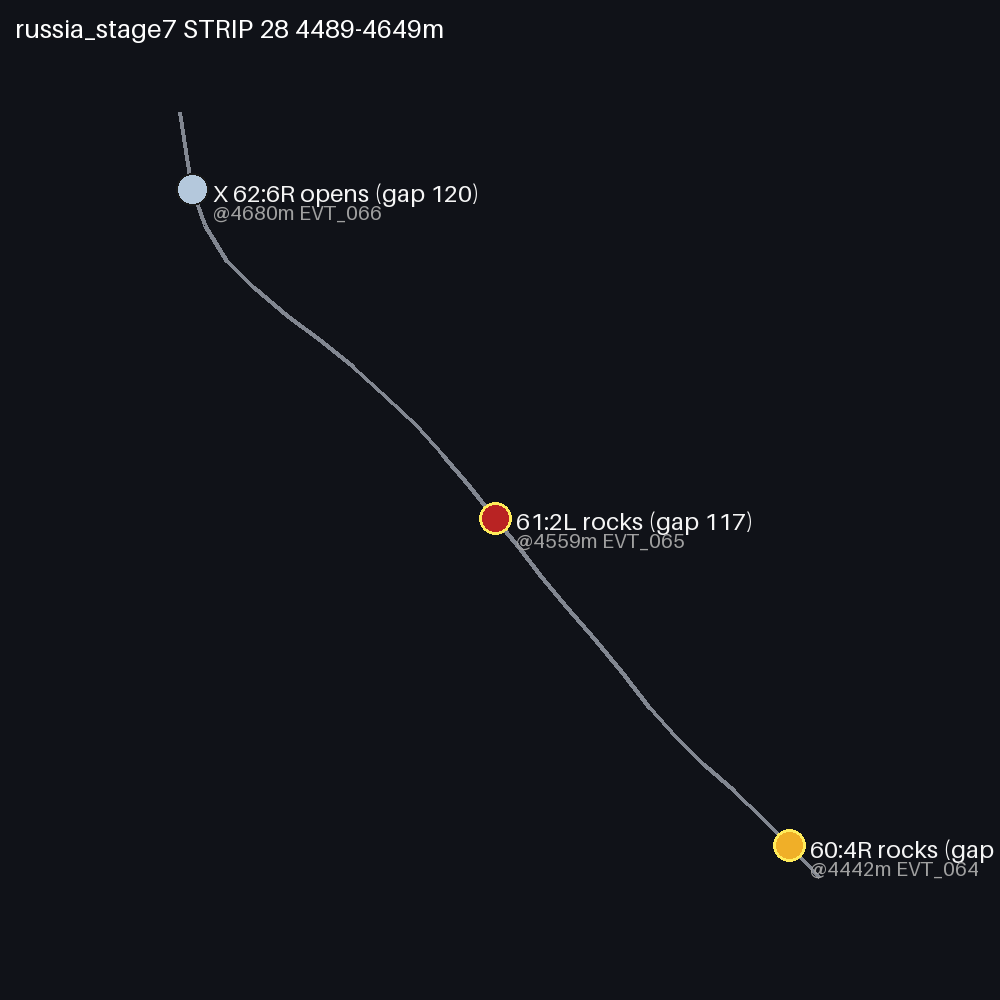 russia_stage7 STRIP 28 4489-4649m
X 62:6R opens (gap 120)
@4680m EVT_066
61:2L rocks (gap 117)
@4559m EVT_065
60:4R rocks (gap
@4442m EVT_064